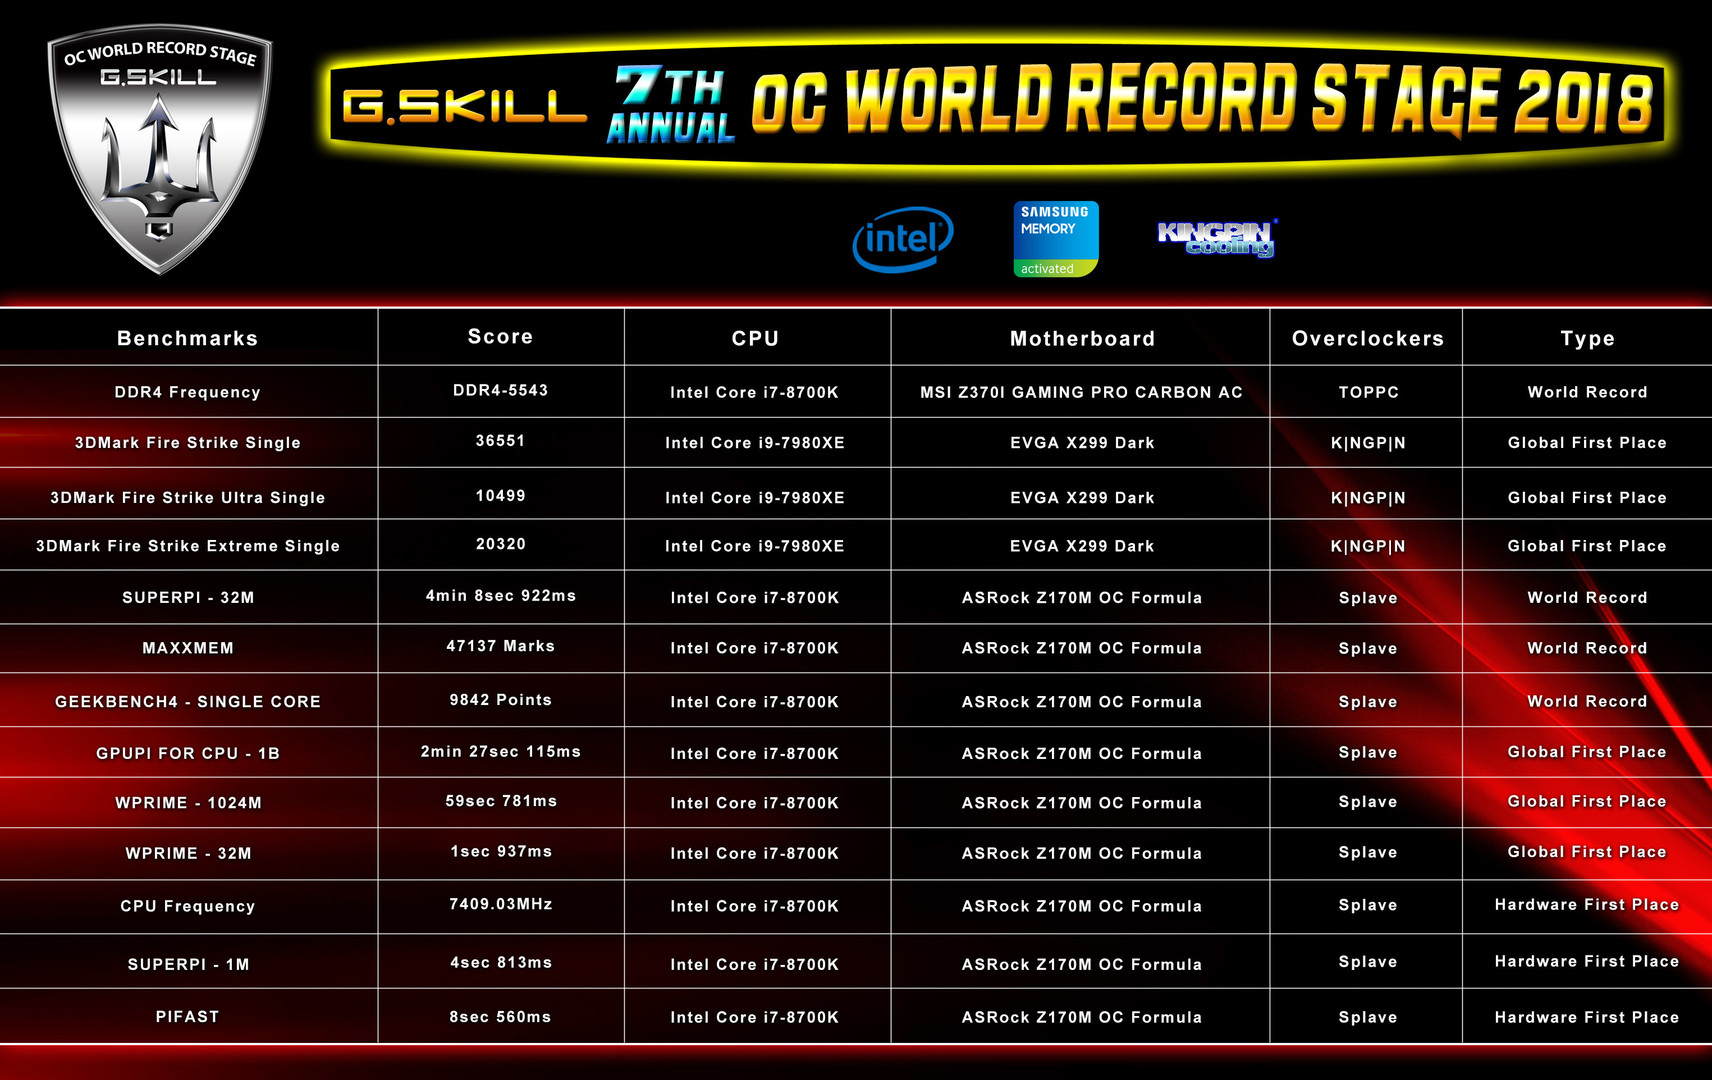 OC WORLD RECORD STAGE
G.SKILL
G.SKILL 7TH ANNUAL OC WORLD RECORD STAGE 2018
intel
SAMSUNG
MEMORY
activated
KINGPIN
cooling
Benchmarks Score CPU Motherboard Overclockers Type
DDR4 Frequency DDR4-5543 Intel Core i7-8700K MSI Z370I GAMING PRO CARBON AC TOPPC World Record
3DMark Fire Strike Single 36551 Intel Core i9-7980XE EVGA X299 Dark K|NGP|N Global First Place
3DMark Fire Strike Ultra Single 10499 Intel Core i9-7980XE EVGA X299 Dark K|NGP|N Global First Place
3DMark Fire Strike Extreme Single 20320 Intel Core i9-7980XE EVGA X299 Dark K|NGP|N Global First Place
SUPERPI - 32M 4min 8sec 922ms Intel Core i7-8700K ASRock Z170M OC Formula Splave World Record
MAXXMEM 47137 Marks Intel Core i7-8700K ASRock Z170M OC Formula Splave World Record
GEEKBENCH4 - SINGLE CORE 9842 Points Intel Core i7-8700K ASRock Z170M OC Formula Splave World Record
GPUPI FOR CPU - 1B 2min 27sec 115ms Intel Core i7-8700K ASRock Z170M OC Formula Splave Global First Place
WPRIME - 1024M 59sec 781ms Intel Core i7-8700K ASRock Z170M OC Formula Splave Global First Place
WPRIME - 32M 1sec 937ms Intel Core i7-8700K ASRock Z170M OC Formula Splave Global First Place
CPU Frequency 7409.03MHz Intel Core i7-8700K ASRock Z170M OC Formula Splave Hardware First Place
SUPERPI - 1M 4sec 813ms Intel Core i7-8700K ASRock Z170M OC Formula Splave Hardware First Place
PIFAST 8sec 560ms Intel Core i7-8700K ASRock Z170M OC Formula Splave Hardware First Place